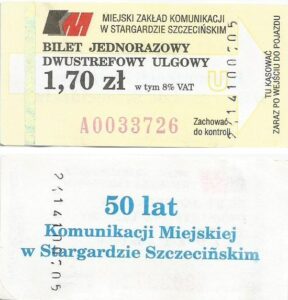 KM
MIEJSKI ZAKŁAD KOMUNIKACJI
W STARGARDZIE SZCZECIŃSKIM
BILET JEDNORAZOWY
DWUSTREFOWY ULGOWY
1,70 zł w tym 8% VAT
U
A0033726
Zachować
do kontroli
TU KASOWAĆ
ZARAZ PO WEJŚCIU DO POJAZDU
50 lat
Komunikacji Miejskiej
w Stargardzie Szczecińskim